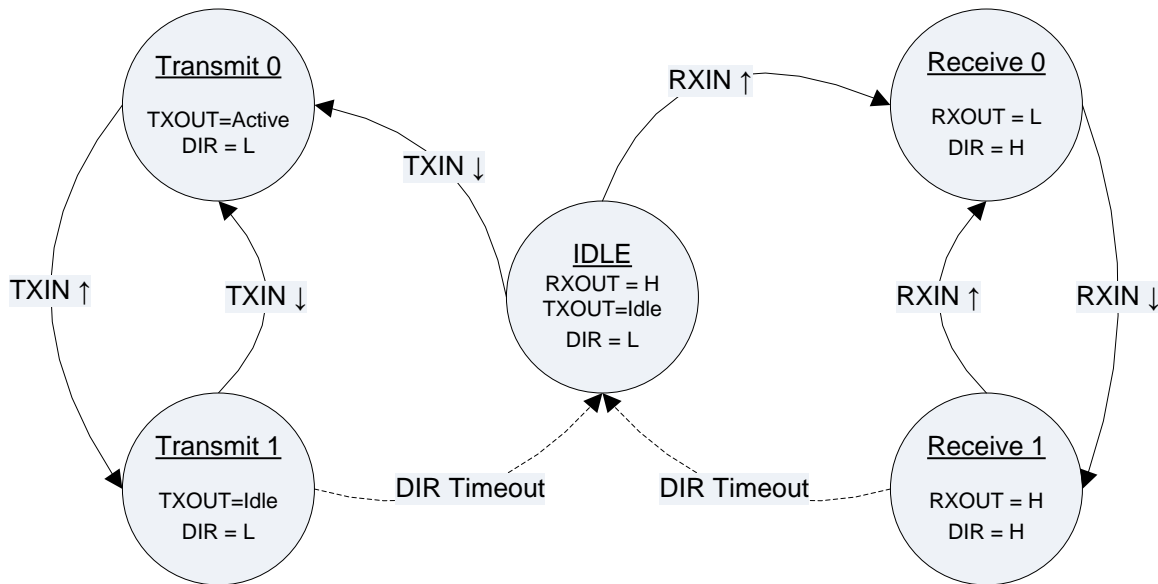 Transmit 0
TXOUT=Active
DIR = L
Receive 0
RXOUT = L
DIR = H
RXIN ↑
TXIN ↓
IDLE
RXOUT = H
TXOUT=Idle
DIR = L
TXIN ↑
TXIN ↓
RXIN ↑
RXIN ↓
Transmit 1
TXOUT=Idle
DIR = L
DIR Timeout
DIR Timeout
Receive 1
RXOUT = H
DIR = H